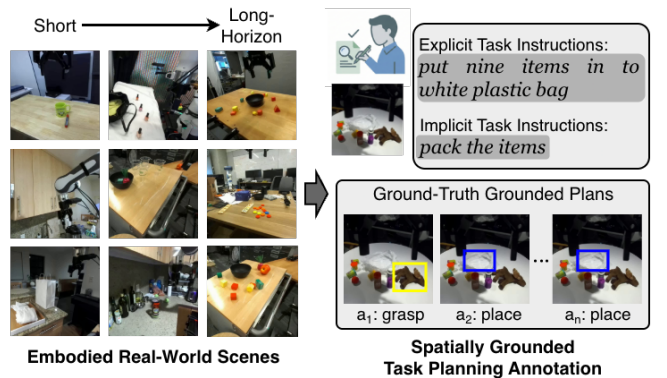 Short
Long-
Horizon
Explicit Task Instructions:
put nine items in to
white plastic bag
Implicit Task Instructions:
pack the items
Ground-Truth Grounded Plans
...
a1: grasp
a2: place
an: place
Embodied Real-World Scenes
Spatially Grounded
Task Planning Annotation